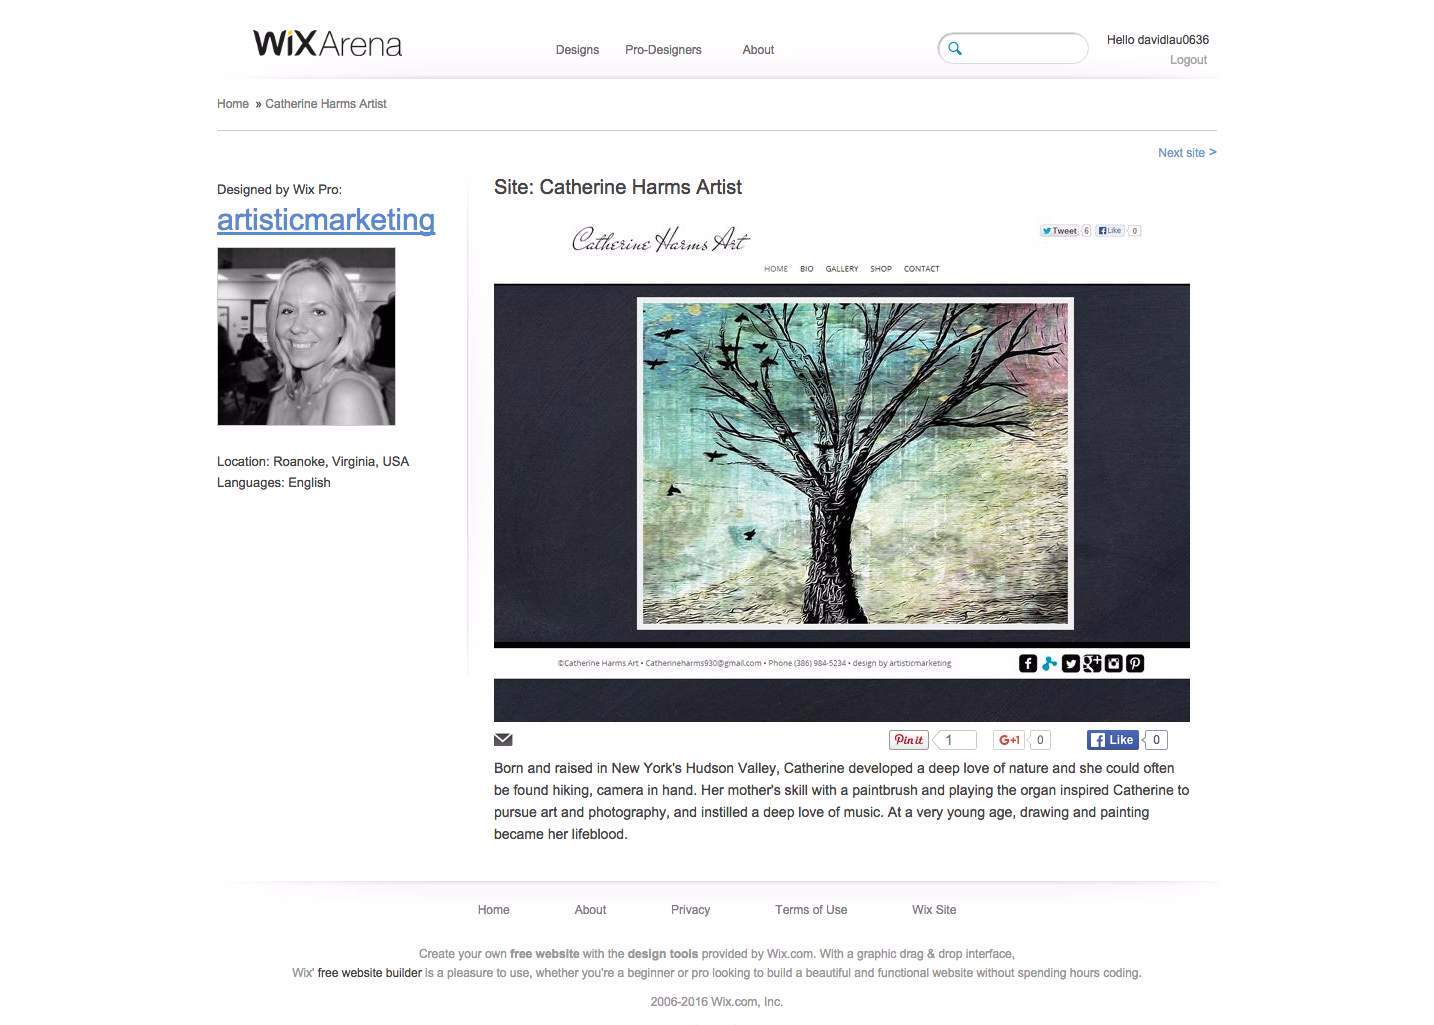 WiX Arena
Designs Pro-Designers About
Hello davidlau0636
Logout
Home » Catherine Harms Artist
Next site >
Designed by Wix Pro:
artisticmarketing
Location: Roanoke, Virginia, USA
Languages: English
Site: Catherine Harms Artist
Catherine Harms Art
Tweet 6 Like 0
HOME BIO GALLERY SHOP CONTACT
©Catherine Harms Art • Catherineharms930@gmail.com • Phone (386) 984-5234 • design by artisticmarketing
Pin it 1 G+1 0 Like 0
Born and raised in New York's Hudson Valley, Catherine developed a deep love of nature and she could often
be found hiking, camera in hand. Her mother's skill with a paintbrush and playing the organ inspired Catherine to
pursue art and photography, and instilled a deep love of music. At a very young age, drawing and painting
became her lifeblood.
Home About Privacy Terms of Use Wix Site
Create your own free website with the design tools provided by Wix.com. With a graphic drag & drop interface,
Wix' free website builder is a pleasure to use, whether you're a beginner or pro looking to build a beautiful and functional website without spending hours coding.
2006-2016 Wix.com, Inc.